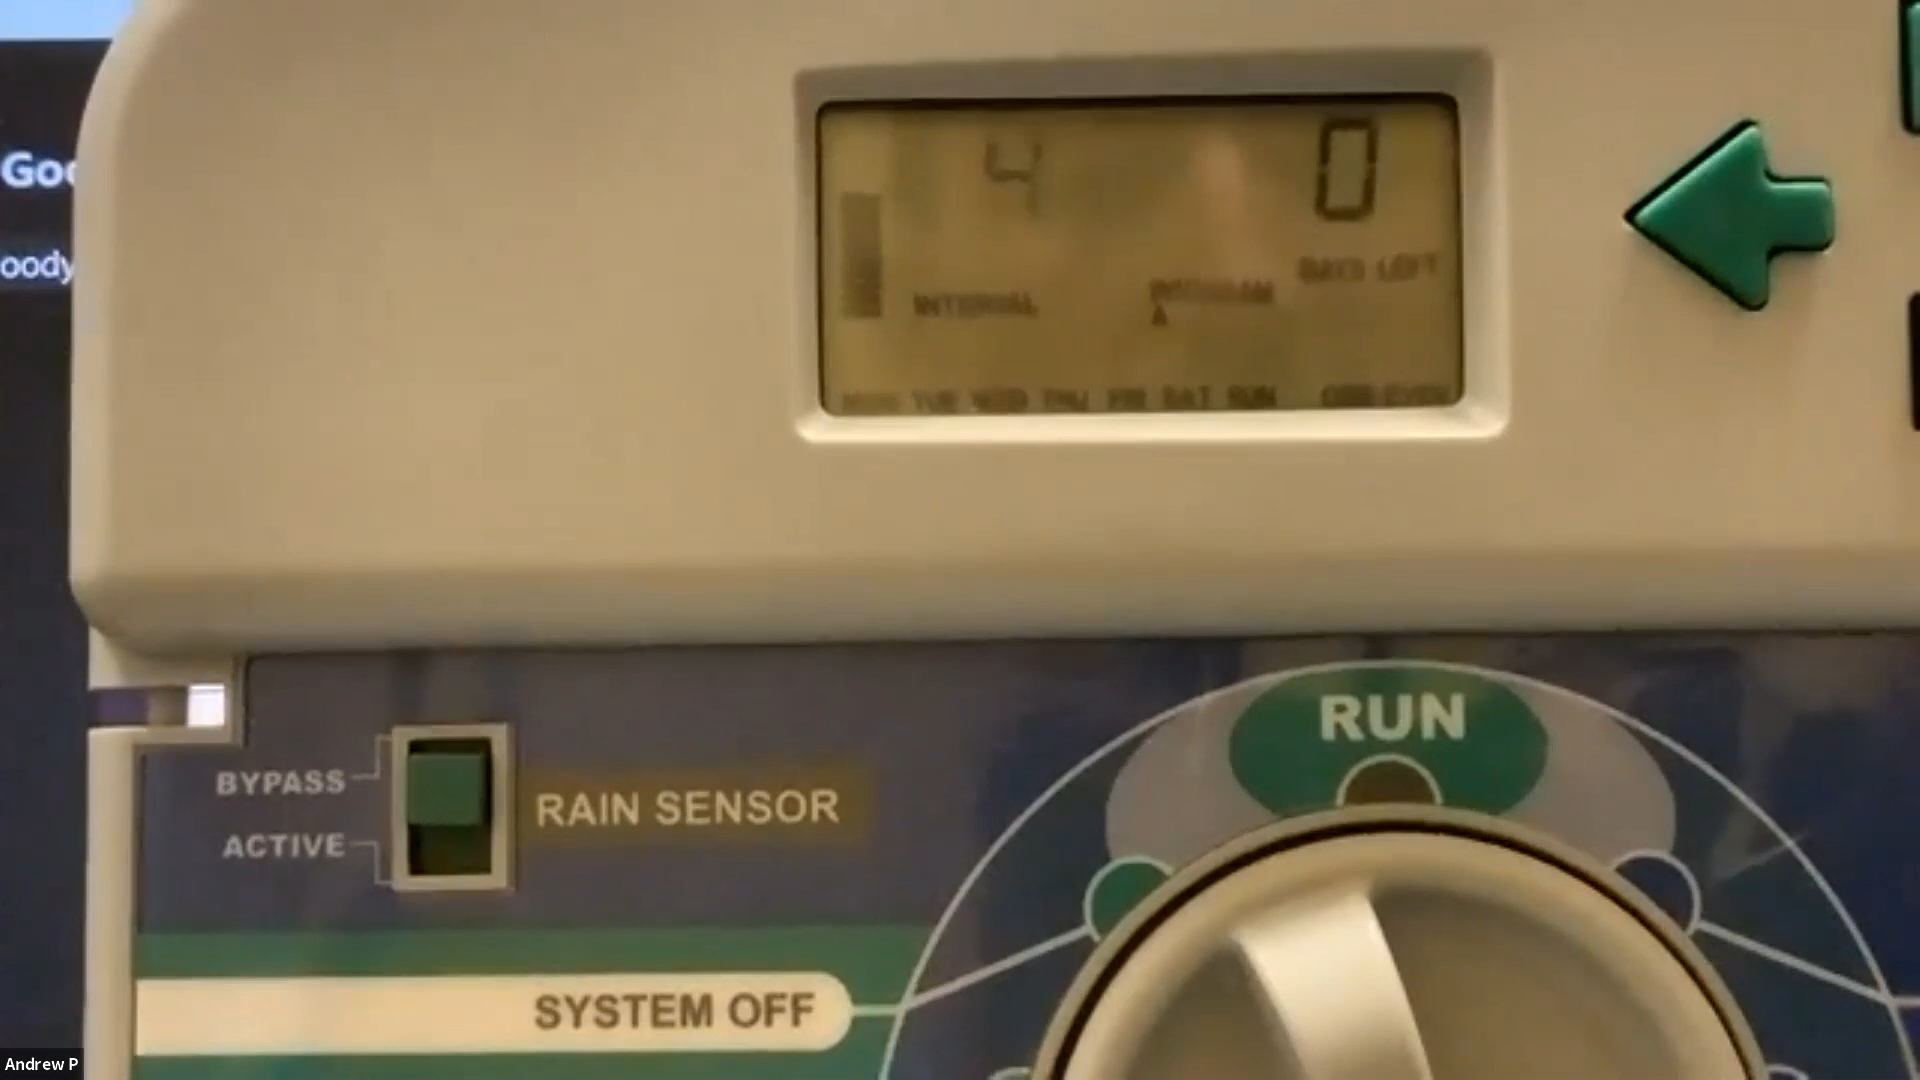 Goo
oody
4 0
DAYS LEFT
INTERVAL PROGRAM
A
MON TUE WED THU FRI SAT SUN ODD EVEN
RUN
BYPASS
ACTIVE
RAIN SENSOR
SYSTEM OFF
Andrew P